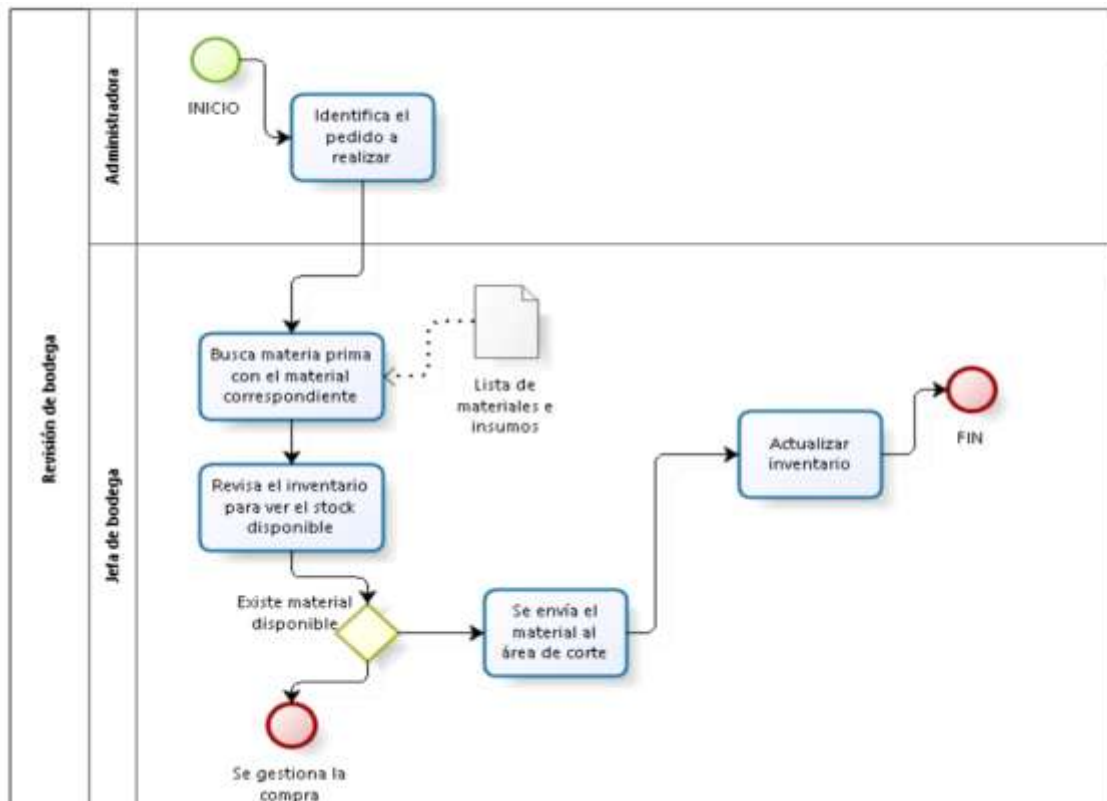 Revisión de bodega
Administradora
INICIO
Identifica el
pedido a
realizar
Jefa de bodega
Busca materia prima
con el material
correspondiente
Lista de
materiales e
insumos
Revisa el inventario
para ver el stock
disponible
Existe material
disponible
Se envía el
material al
área de corte
Actualizar
inventario
FIN
Se gestiona la
compra